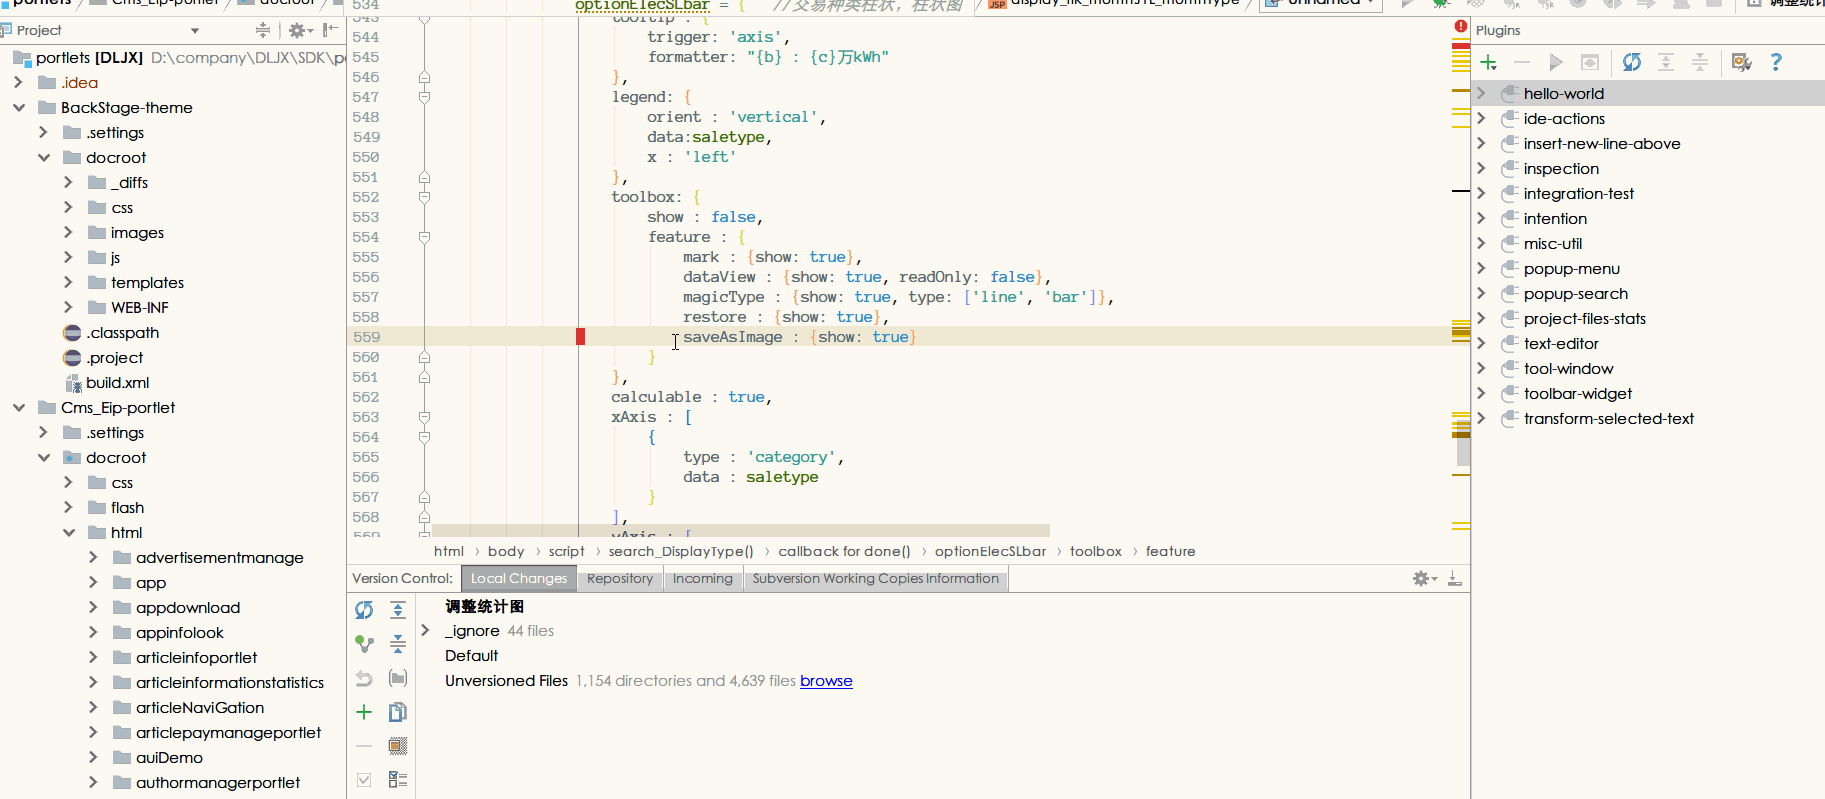 portlets
Cms_Eip-portlet
docroot
Project
portlets [DLJX] D:\company\DLJX\SDK\po
.idea
BackStage-theme
.settings
docroot
_diffs
css
images
js
templates
WEB-INF
.classpath
.project
build.xml
Cms_Eip-portlet
.settings
docroot
css
flash
html
advertisementmanage
app
appdownload
appinfolook
articleinfoportlet
articleinformationstatistics
articleNaviGation
articlepaymanageportlet
auiDemo
authormanagerportlet
534 optionElecSLbar = { //交易种类柱状, 柱状图
Unnamed
调整统计
543 tooltip : {
544 trigger: 'axis',
545 formatter: "{b} : {c}万kWh"
546 },
547 legend: {
548 orient : 'vertical',
549 data:saletype,
550 x : 'left'
551 },
552 toolbox: {
553 show : false,
554 feature : {
555 mark : {show: true},
556 dataView : {show: true, readOnly: false},
557 magicType : {show: true, type: ['line', 'bar']},
558 restore : {show: true},
559 saveAsImage : {show: true}
560 }
561 },
562 calculable : true,
563 xAxis : [
564 {
565 type : 'category',
566 data : saletype
567 }
568 ],
569 yAxis : [
html › body › script › search_DisplayType() › callback for done() › optionElecSLbar › toolbox › feature
Version Control: Local Changes Repository Incoming Subversion Working Copies Information
调整统计图
_ignore 44 files
Default
Unversioned Files 1,154 directories and 4,639 files browse
Plugins
hello-world
ide-actions
insert-new-line-above
inspection
integration-test
intention
misc-util
popup-menu
popup-search
project-files-stats
text-editor
tool-window
toolbar-widget
transform-selected-text